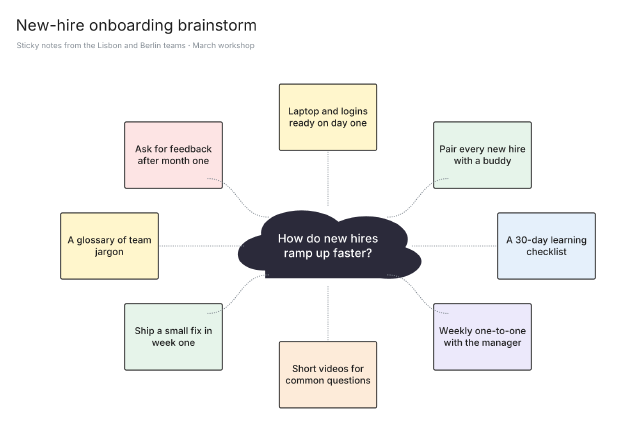 New-hire onboarding brainstorm
Sticky notes from the Lisbon and Berlin teams - March workshop
Laptop and logins
ready on day one
Ask for feedback
after month one
Pair every new hire
with a buddy
A glossary of team
jargon
How do new hires
ramp up faster?
A 30-day learning
checklist
Ship a small fix in
week one
Weekly one-to-one
with the manager
Short videos for
common questions